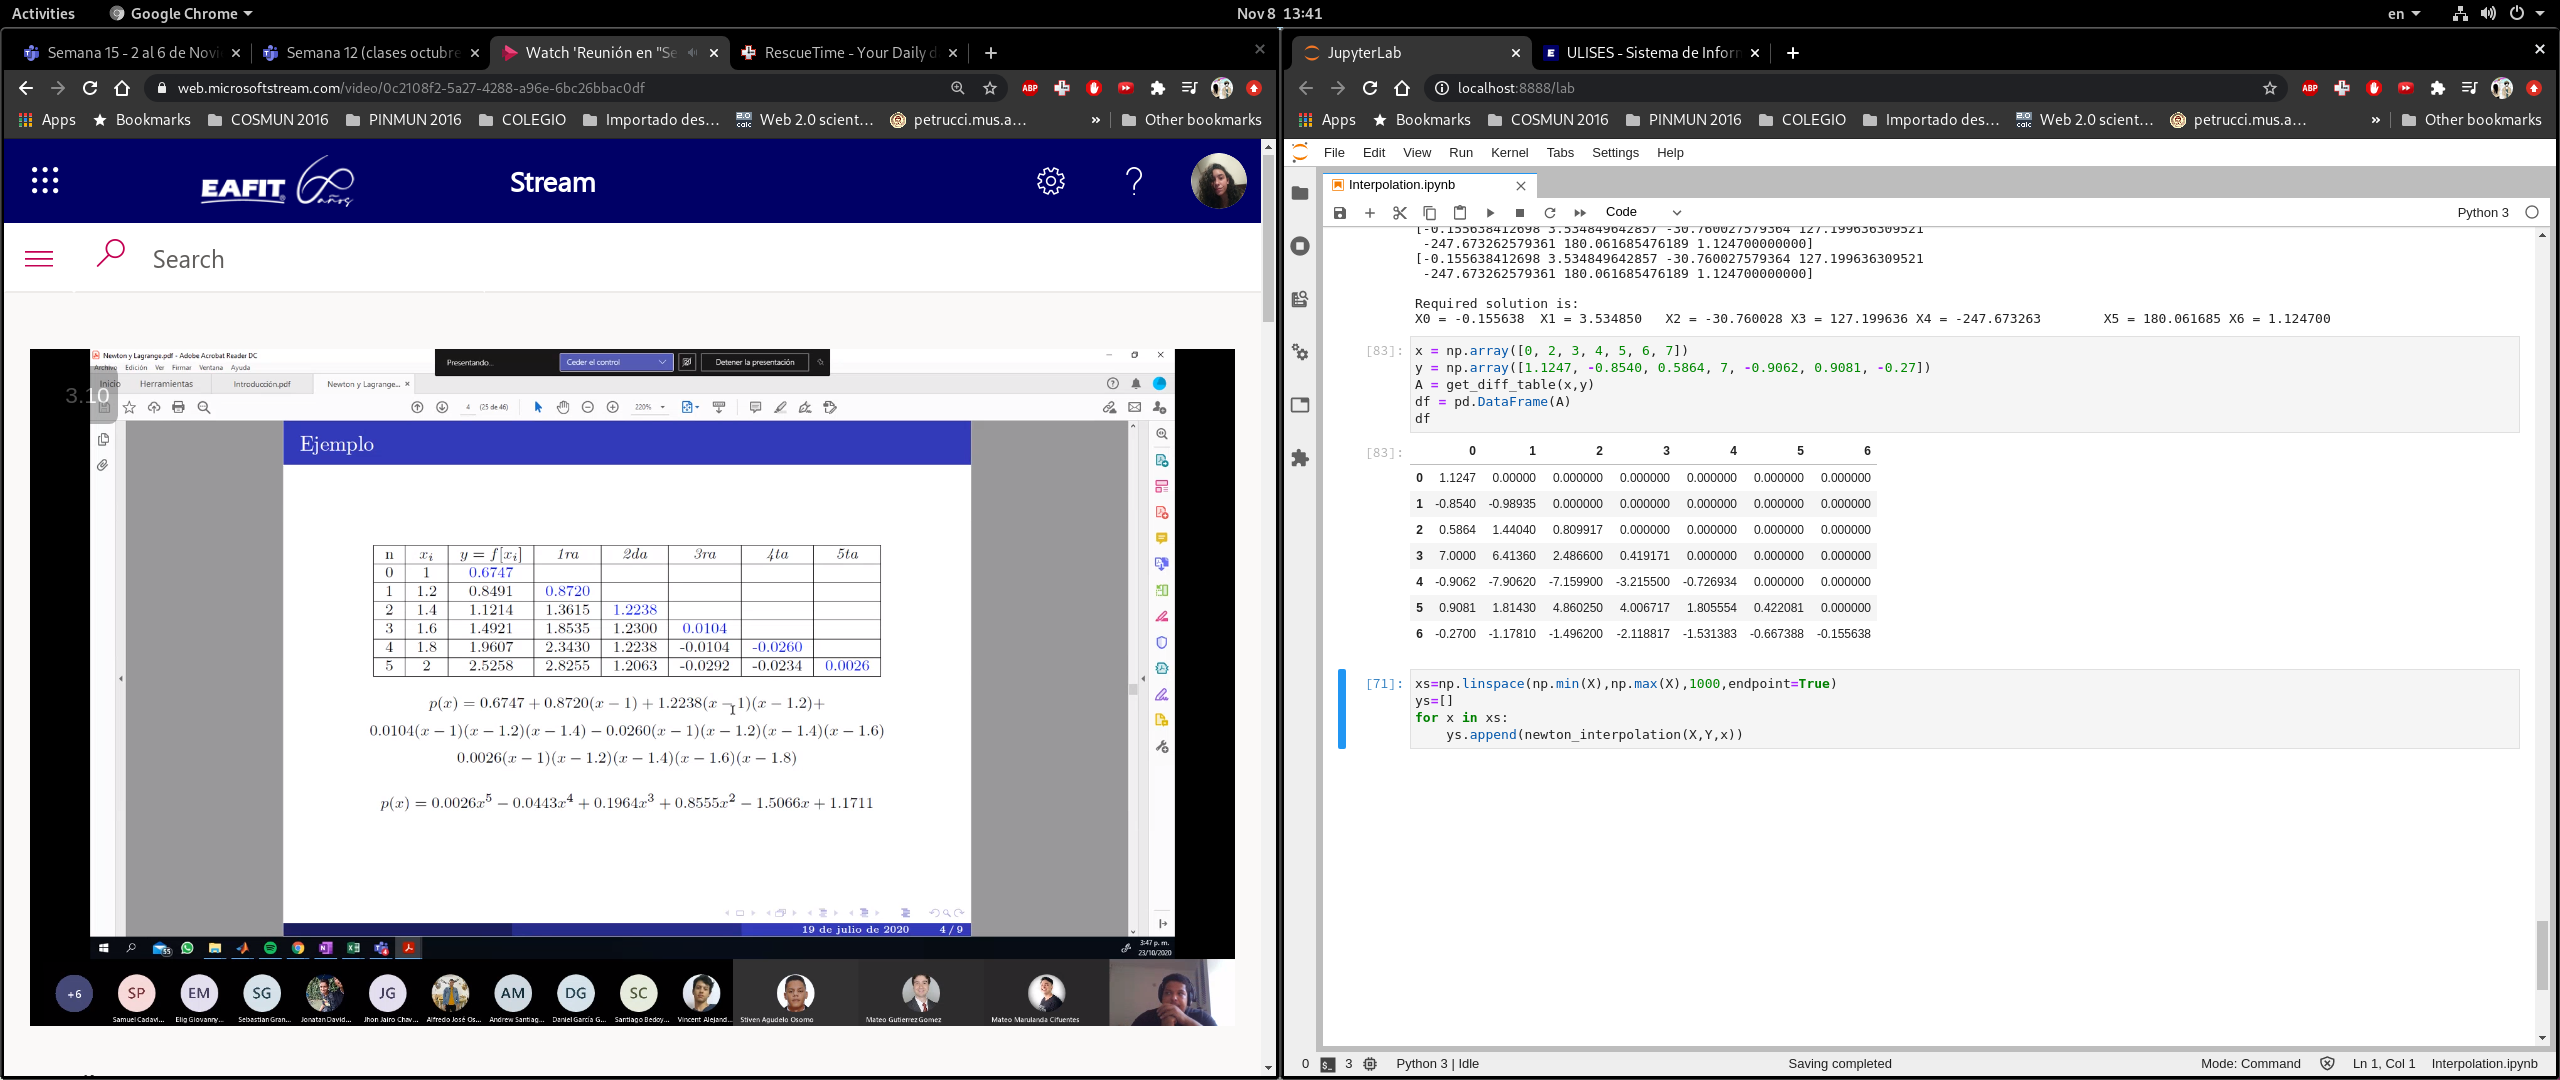 Activities
Google Chrome
Nov 8 13:41
en
Semana 15 - 2 al 6 de Novi
Semana 12 (clases octubre
Watch 'Reunión en "Se
RescueTime - Your Daily d
web.microsoftstream.com/video/0c2108f2-5a27-4288-a96e-6bc26bbac0df
Apps
Bookmarks
COSMUN 2016
PINMUN 2016
COLEGIO
Importado des...
Web 2.0 scient...
petrucci.mus.a...
»
Other bookmarks
EAFIT 60 años
Stream
Search
Newton y Lagrange.pdf - Adobe Acrobat Reader DC
Archivo Edición Ver Firmar Ventana Ayuda
Presentando...
Ceder el control
Detener la presentación
Inicio
Herramientas
Introducción.pdf
Newton y Lagrange...
3.10
4 (25 de 46)
220%
Ejemplo
n xi y = f[xi] 1ra 2da 3ra 4ta 5ta
0 1 0.6747
1 1.2 0.8491 0.8720
2 1.4 1.1214 1.3615 1.2238
3 1.6 1.4921 1.8535 1.2300 0.0104
4 1.8 1.9607 2.3430 1.2238 -0.0104 -0.0260
5 2 2.5258 2.8255 1.2063 -0.0292 -0.0234 0.0026
p(x) = 0.6747 + 0.8720(x − 1) + 1.2238(x − 1)(x − 1.2)+
0.0104(x − 1)(x − 1.2)(x − 1.4) − 0.0260(x − 1)(x − 1.2)(x − 1.4)(x − 1.6)
0.0026(x − 1)(x − 1.2)(x − 1.4)(x − 1.6)(x − 1.8)
p(x) = 0.0026x⁵ − 0.0443x⁴ + 0.1964x³ + 0.8555x² − 1.5066x + 1.1711
19 de julio de 2020 4 / 9
3:47 p. m.
23/10/2020
+6
SP
EM
SG
JG
AM
DG
SC
Samuel Cadavi...
Elig Giovanny...
Sebastian Gran...
Jonatan David...
Jhon Jairo Chav...
Alfredo José Os...
Andrew Santiag...
Daniel García G...
Santiago Bedoy...
Vincent Alejand...
Stiven Agudelo Osorno
Mateo Gutierrez Gomez
Mateo Marulanda Cifuentes
JupyterLab
ULISES - Sistema de Inform
localhost:8888/lab
Apps
Bookmarks
COSMUN 2016
PINMUN 2016
COLEGIO
Importado des...
Web 2.0 scient...
petrucci.mus.a...
»
Other bookmarks
File Edit View Run Kernel Tabs Settings Help
Interpolation.ipynb
Code
Python 3
[-0.155638412698 3.534849642857 -30.760027579364 127.199636309521
-247.673262579361 180.061685476189 1.124700000000]
[-0.155638412698 3.534849642857 -30.760027579364 127.199636309521
-247.673262579361 180.061685476189 1.124700000000]
Required solution is:
X0 = -0.155638 X1 = 3.534850 X2 = -30.760028 X3 = 127.199636 X4 = -247.673263 X5 = 180.061685 X6 = 1.124700
[83]:
x = np.array([0, 2, 3, 4, 5, 6, 7])
y = np.array([1.1247, -0.8540, 0.5864, 7, -0.9062, 0.9081, -0.27])
A = get_diff_table(x,y)
df = pd.DataFrame(A)
df
[83]:
0 1 2 3 4 5 6
0 1.1247 0.00000 0.000000 0.000000 0.000000 0.000000 0.000000
1 -0.8540 -0.98935 0.000000 0.000000 0.000000 0.000000 0.000000
2 0.5864 1.44040 0.809917 0.000000 0.000000 0.000000 0.000000
3 7.0000 6.41360 2.486600 0.419171 0.000000 0.000000 0.000000
4 -0.9062 -7.90620 -7.159900 -3.215500 -0.726934 0.000000 0.000000
5 0.9081 1.81430 4.860250 4.006717 1.805554 0.422081 0.000000
6 -0.2700 -1.17810 -1.496200 -2.118817 -1.531383 -0.667388 -0.155638
[71]:
xs=np.linspace(np.min(X),np.max(X),1000,endpoint=True)
ys=[]
for x in xs:
    ys.append(newton_interpolation(X,Y,x))
0
3
Python 3 | Idle
Saving completed
Mode: Command
Ln 1, Col 1
Interpolation.ipynb